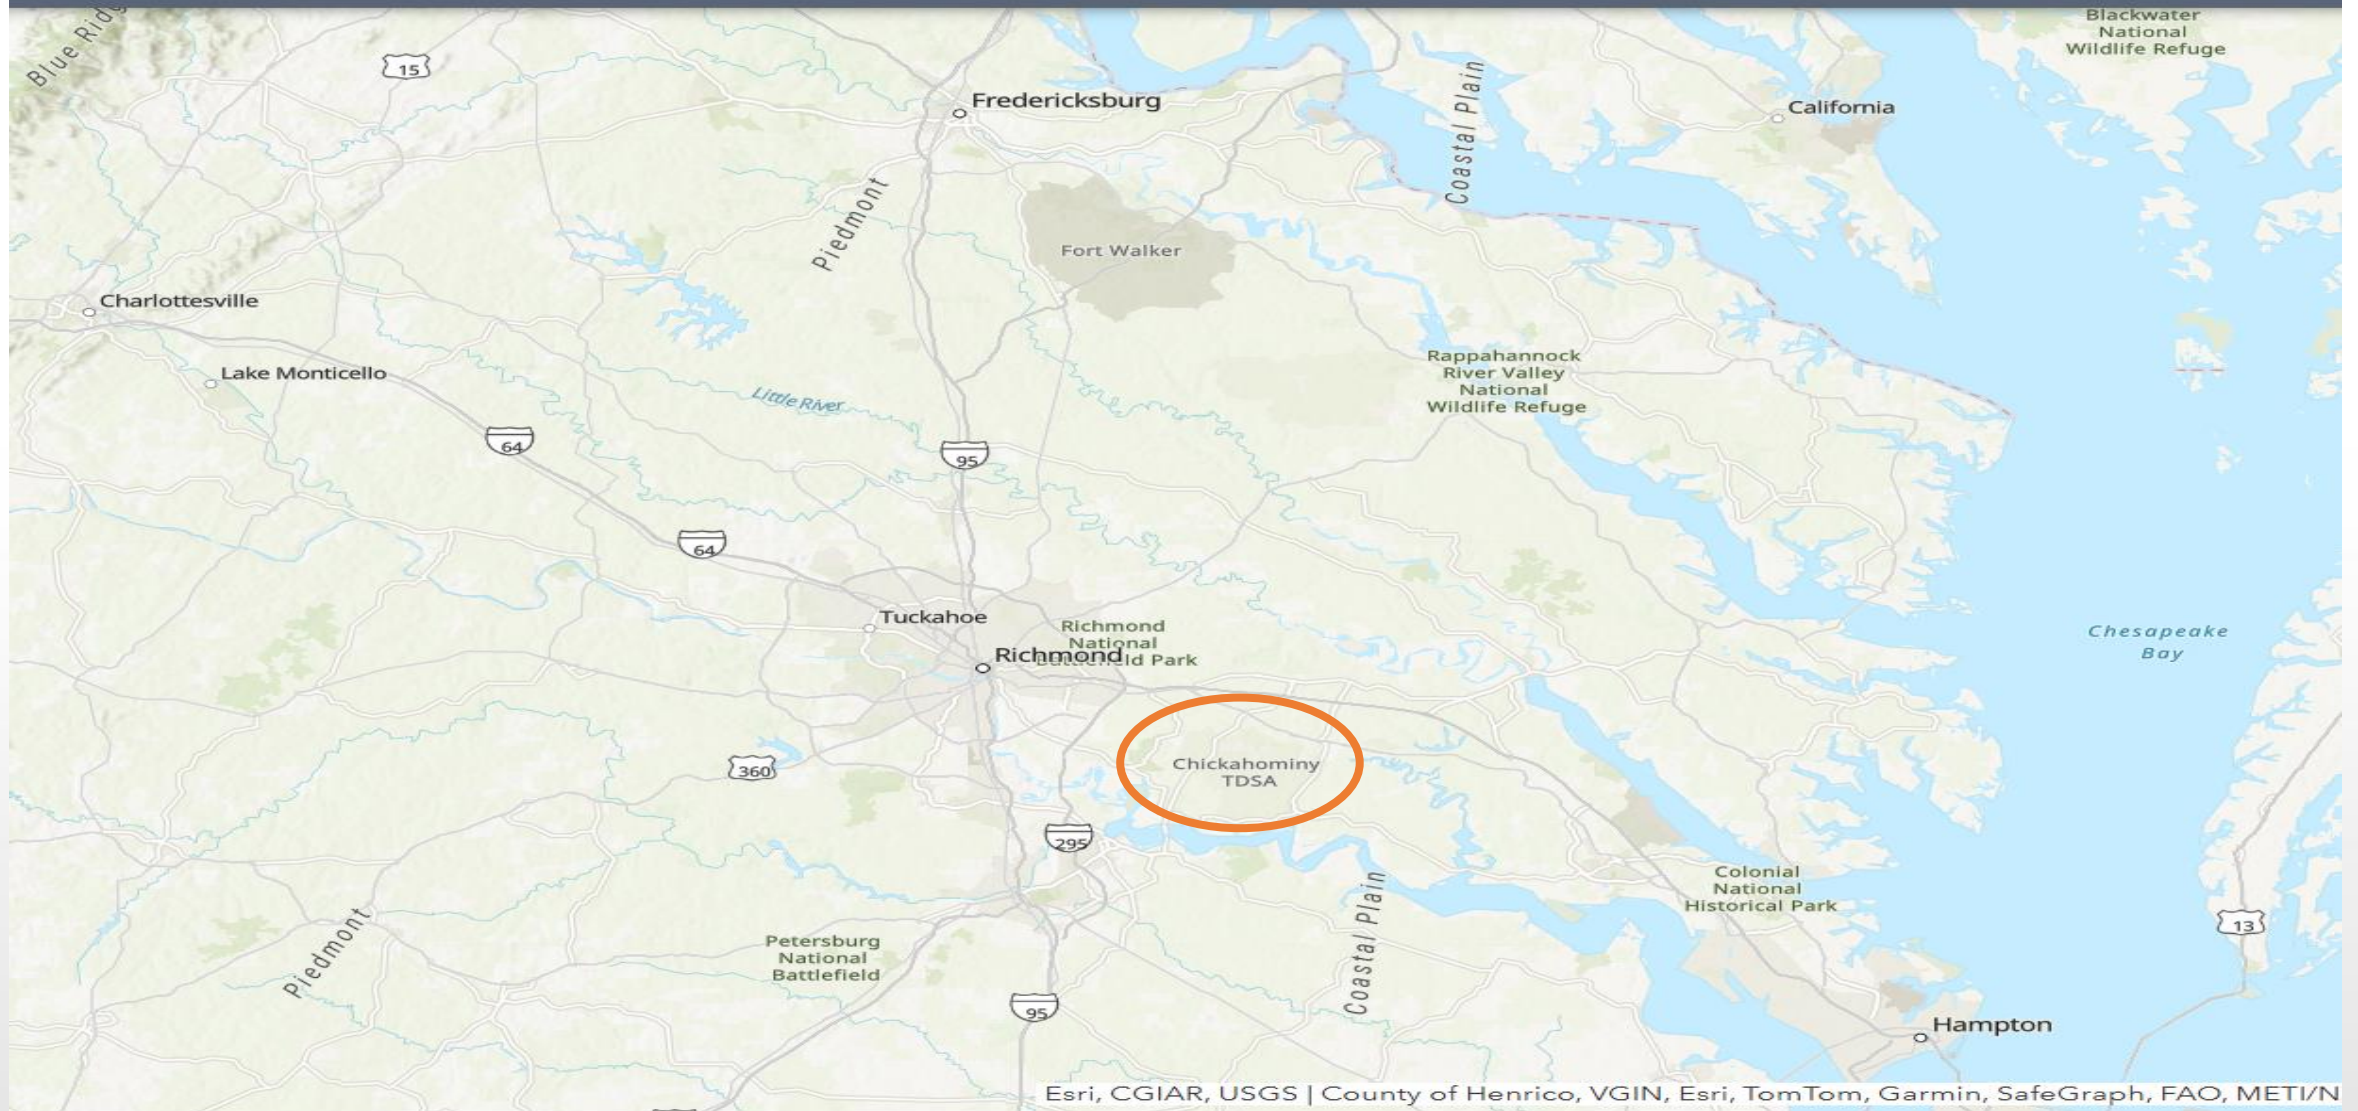 Blackwater
National
Wildlife Refuge
Blue Ridg
15
Fredericksburg
Coastal Plain
California
Piedmont
Fort Walker
Charlottesville
Rappahannock
River Valley
National
Wildlife Refuge
Lake Monticello
Little River
64
95
64
Tuckahoe
Richmond
National
Battlefield Park
Richmond
Chesapeake
Bay
Chickahominy
TDSA
360
295
Colonial
National
Historical Park
Coastal Plain
Piedmont
13
Petersburg
National
Battlefield
95
Hampton
Esri, CGIAR, USGS | County of Henrico, VGIN, Esri, TomTom, Garmin, SafeGraph, FAO, METI/N